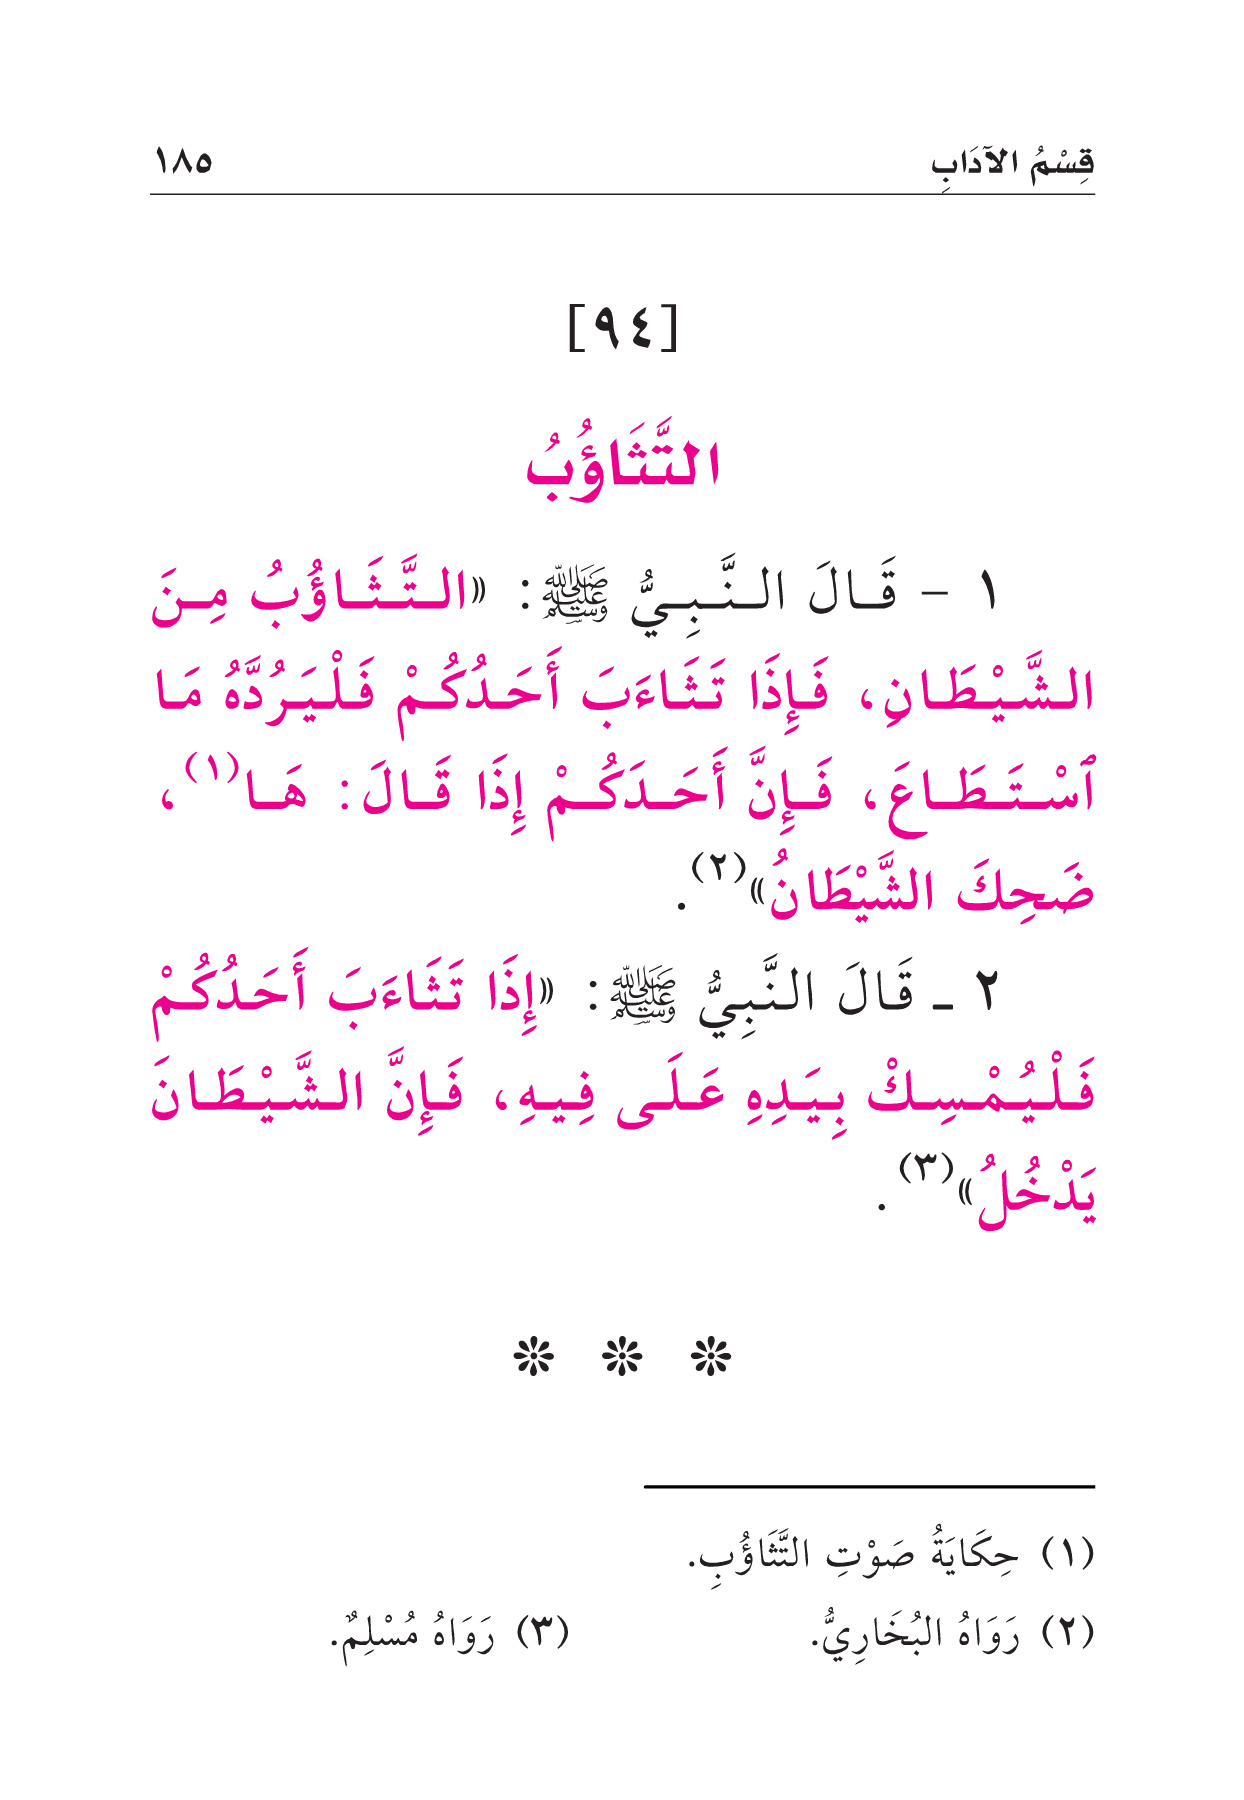 قِسْمُ الآدَابِ ١٨٥
[٩٤]
التَّثَاؤُبُ
١ - قَالَ النَّبِيُّ ﷺ: «التَّثَاؤُبُ مِنَ
الشَّيْطَانِ، فَإِذَا تَثَاءَبَ أَحَدُكُمْ فَلْيَرُدَّهُ مَا
ٱسْتَطَاعَ، فَإِنَّ أَحَدَكُمْ إِذَا قَالَ: هَا(١)،
ضَحِكَ الشَّيْطَانُ»(٢).
٢ ـ قَالَ النَّبِيُّ ﷺ: «إِذَا تَثَاءَبَ أَحَدُكُمْ
فَلْيُمْسِكْ بِيَدِهِ عَلَى فِيهِ، فَإِنَّ الشَّيْطَانَ
يَدْخُلُ»(٣).
(١) حِكَايَةُ صَوْتِ التَّثَاؤُبِ.
(٢) رَوَاهُ البُخَارِيُّ. (٣) رَوَاهُ مُسْلِمٌ.